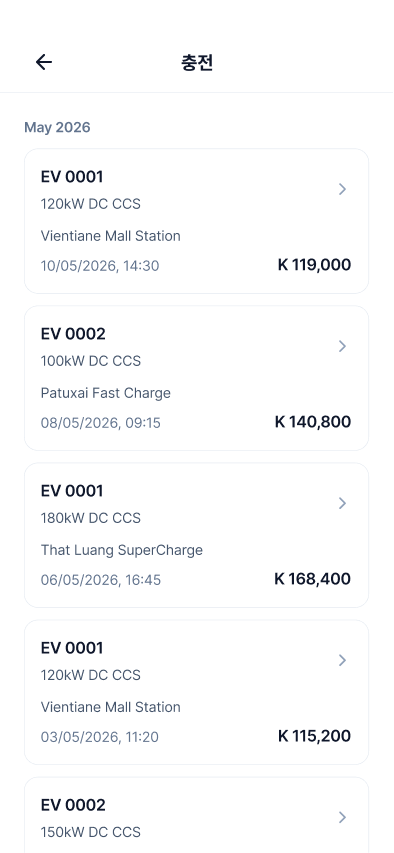 충전
May 2026
EV 0001
120kW DC CCS
Vientiane Mall Station
10/05/2026, 14:30
K 119,000
EV 0002
100kW DC CCS
Patuxai Fast Charge
08/05/2026, 09:15
K 140,800
EV 0001
180kW DC CCS
That Luang SuperCharge
06/05/2026, 16:45
K 168,400
EV 0001
120kW DC CCS
Vientiane Mall Station
03/05/2026, 11:20
K 115,200
EV 0002
150kW DC CCS